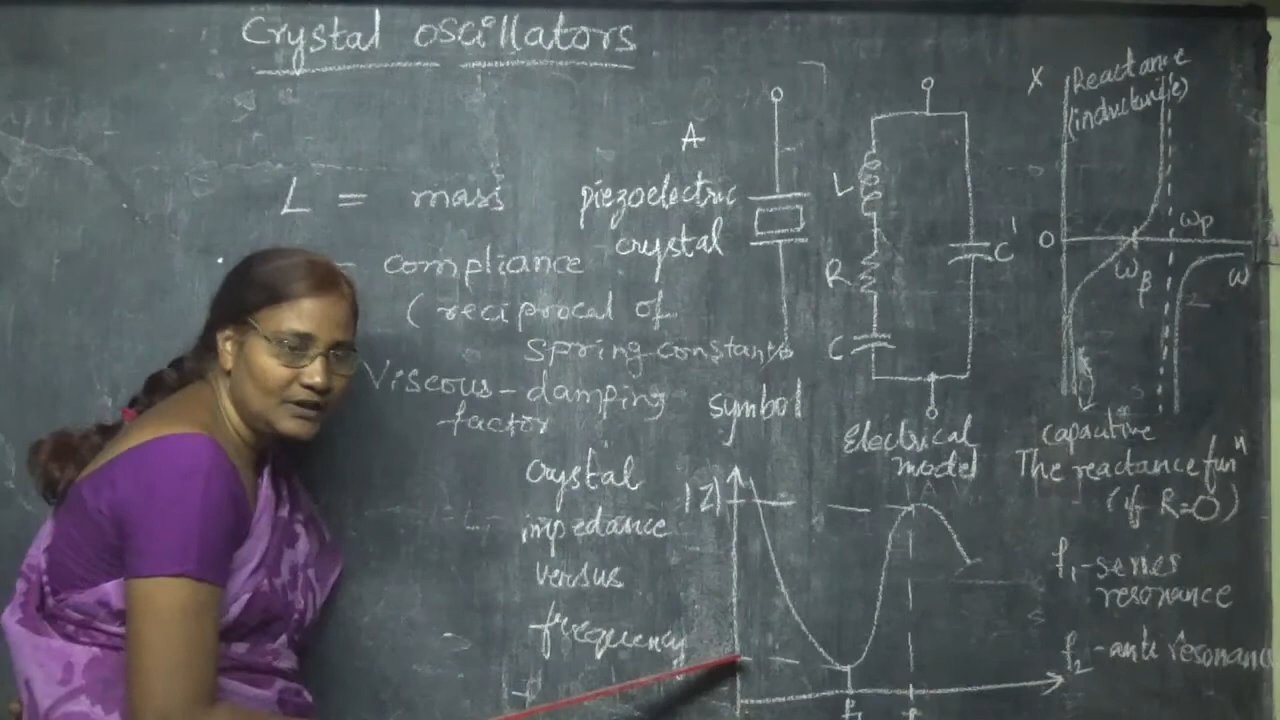 Crystal oscillators
L = mass
compliance
(reciprocal of
spring constant)
Viscous-damping
factor
A
piezoelectric
crystal
symbol
L
R
C
C'
Electrical
model
X
Reactance
(inductive)
0
ωp
ω
capacitive
The reactance funⁿ
(if R=0)
Crystal
impedance
versus
frequency
|Z|
f₁
f₁-series
resonance
f₂-anti resonance